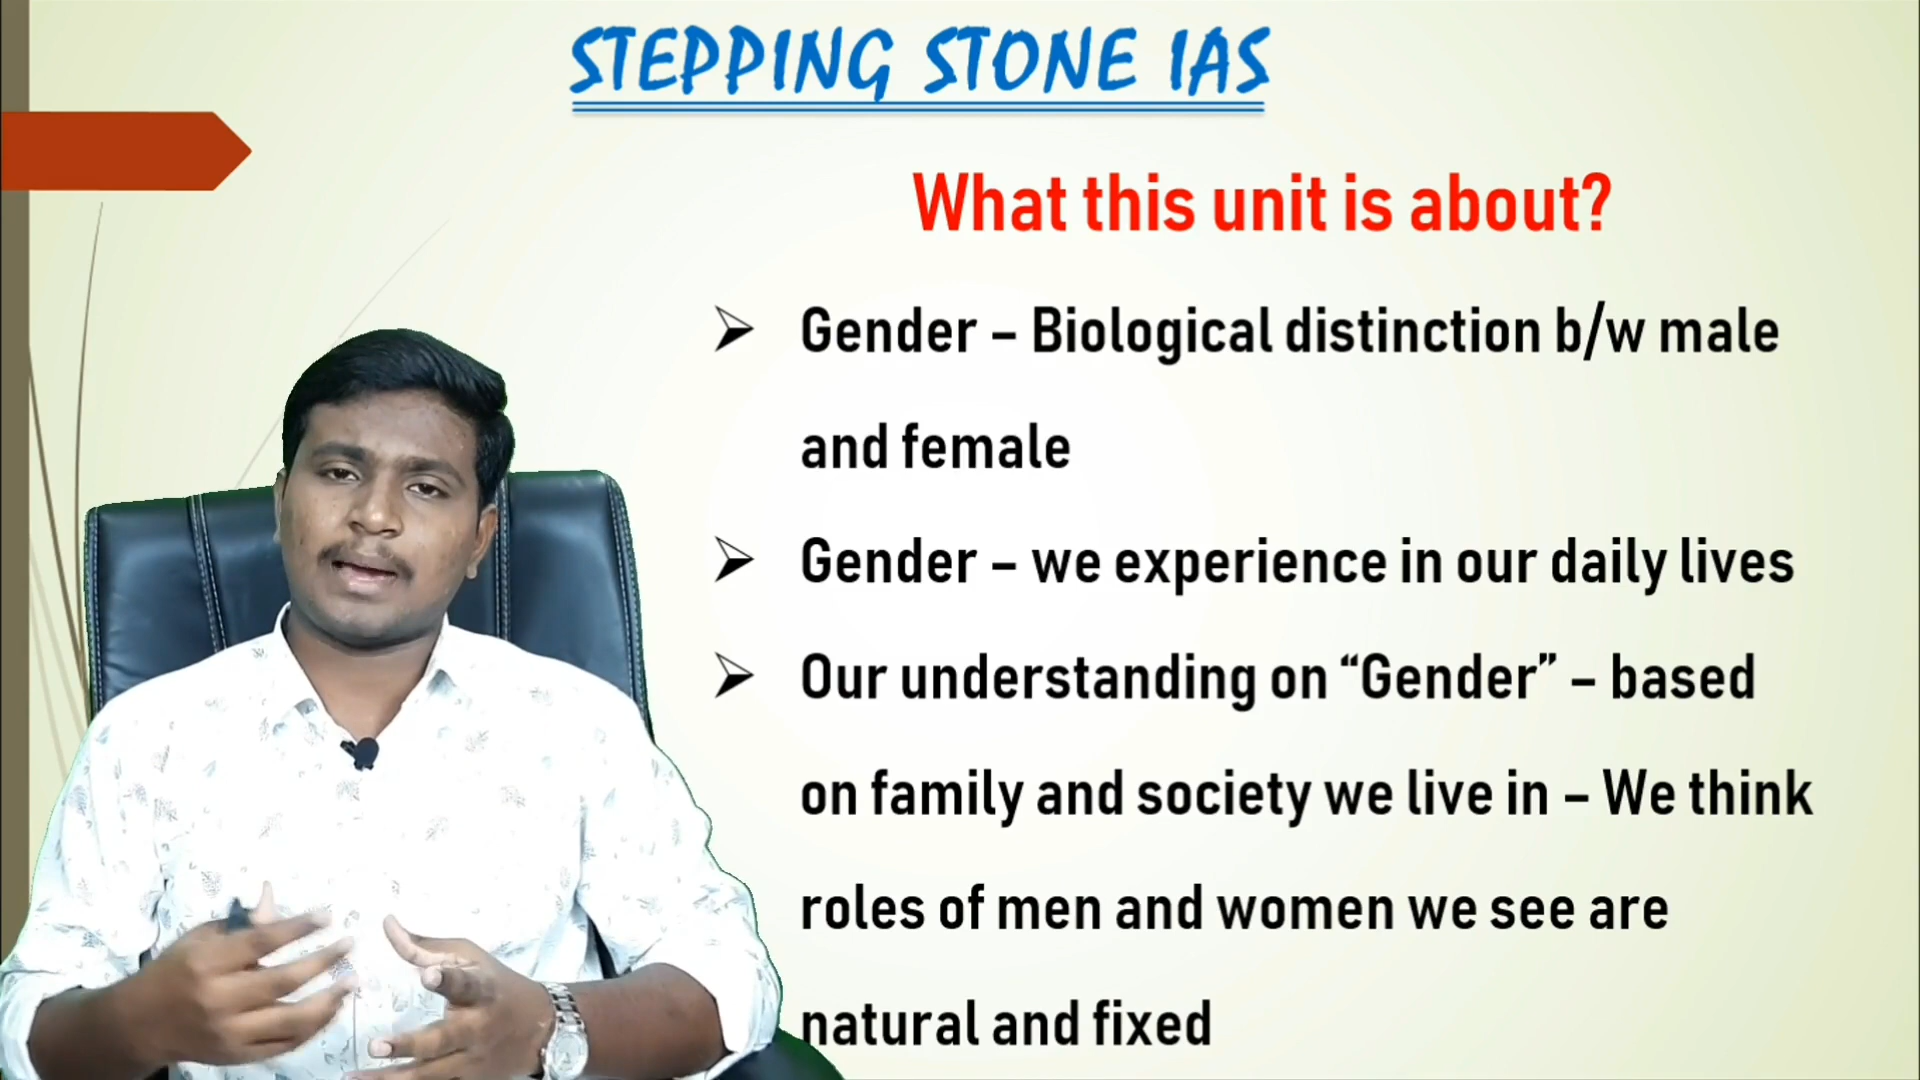 STEPPING STONE IAS
What this unit is about?
Gender – Biological distinction b/w male
and female
Gender – we experience in our daily lives
Our understanding on “Gender” – based
on family and society we live in – We think
roles of men and women we see are
natural and fixed